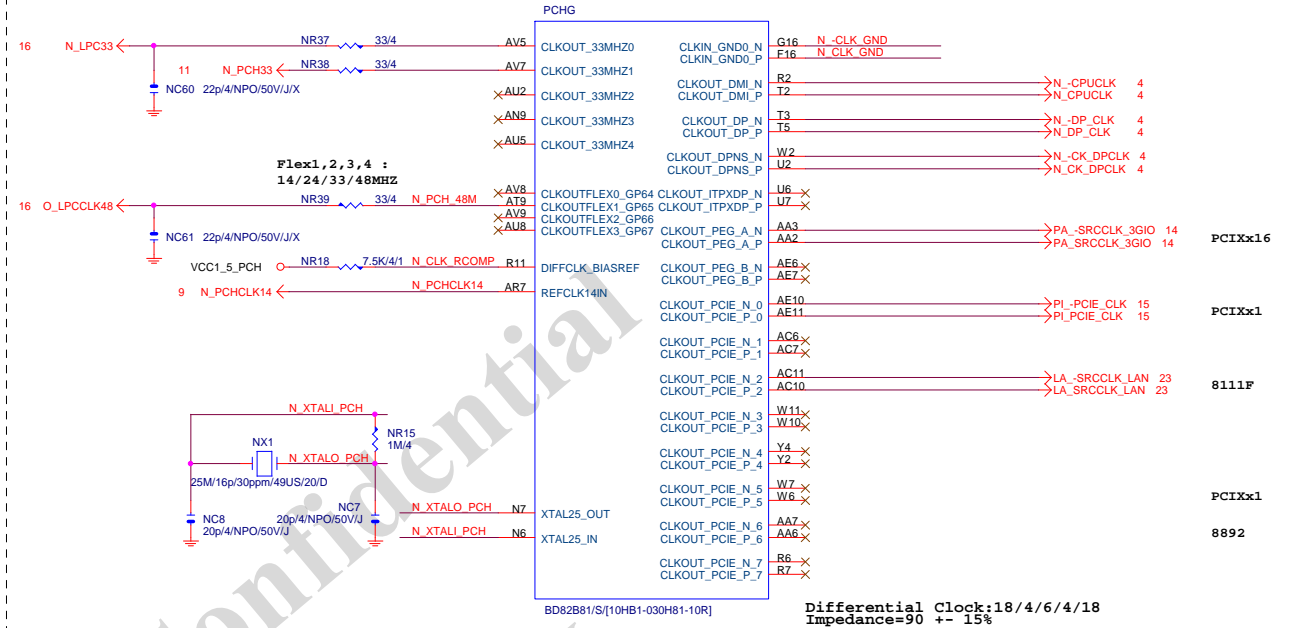 PCHG
16 N_LPC33 NR37 33/4 AV5 CLKOUT_33MHZ0
11 N_PCH33 NR38 33/4 AV7 CLKOUT_33MHZ1
NC60 22p/4/NPO/50V/J/X
AU2 CLKOUT_33MHZ2
AN9 CLKOUT_33MHZ3
AU5 CLKOUT_33MHZ4
Flex1,2,3,4 :
14/24/33/48MHZ
AV8 CLKOUTFLEX0_GP64
16 O_LPCCLK48 NR39 33/4 N_PCH_48M AT9 CLKOUTFLEX1_GP65
AV9 CLKOUTFLEX2_GP66
AU8 CLKOUTFLEX3_GP67
NC61 22p/4/NPO/50V/J/X
VCC1_5_PCH NR18 7.5K/4/1 N_CLK_RCOMP R11 DIFFCLK_BIASREF
9 N_PCHCLK14 N_PCHCLK14 AR7 REFCLK14IN
N_XTALI_PCH
NR15
1M/4
NX1
N_XTALO_PCH
25M/16p/30ppm/49US/20/D
NC8
20p/4/NPO/50V/J
NC7
20p/4/NPO/50V/J
N_XTALO_PCH N7 XTAL25_OUT
N_XTALI_PCH N6 XTAL25_IN
CLKIN_GND0_N G16 N_-CLK_GND
CLKIN_GND0_P F16 N_CLK_GND
CLKOUT_DMI_N R2 N_-CPUCLK 4
CLKOUT_DMI_P T2 N_CPUCLK 4
CLKOUT_DP_N T3 N_-DP_CLK 4
CLKOUT_DP_P T5 N_DP_CLK 4
CLKOUT_DPNS_N W2 N_-CK_DPCLK 4
CLKOUT_DPNS_P U2 N_CK_DPCLK 4
CLKOUT_ITPXDP_N U6
CLKOUT_ITPXDP_P U7
CLKOUT_PEG_A_N AA3 PA_-SRCCLK_3GIO 14
CLKOUT_PEG_A_P AA2 PA_SRCCLK_3GIO 14
PCIXx16
CLKOUT_PEG_B_N AE6
CLKOUT_PEG_B_P AE7
CLKOUT_PCIE_N_0 AE10 PI_-PCIE_CLK 15
CLKOUT_PCIE_P_0 AE11 PI_PCIE_CLK 15
PCIXx1
CLKOUT_PCIE_N_1 AC6
CLKOUT_PCIE_P_1 AC7
CLKOUT_PCIE_N_2 AC11 LA_-SRCCLK_LAN 23
CLKOUT_PCIE_P_2 AC10 LA_SRCCLK_LAN 23
8111F
CLKOUT_PCIE_N_3 W11
CLKOUT_PCIE_P_3 W10
CLKOUT_PCIE_N_4 Y4
CLKOUT_PCIE_P_4 Y2
CLKOUT_PCIE_N_5 W7
CLKOUT_PCIE_P_5 W6
PCIXx1
CLKOUT_PCIE_N_6 AA7
CLKOUT_PCIE_P_6 AA6
8892
CLKOUT_PCIE_N_7 R6
CLKOUT_PCIE_P_7 R7
BD82B81/S/[10HB1-030H81-10R]
Differential Clock:18/4/6/4/18
Impedance=90 +- 15%
Confidential